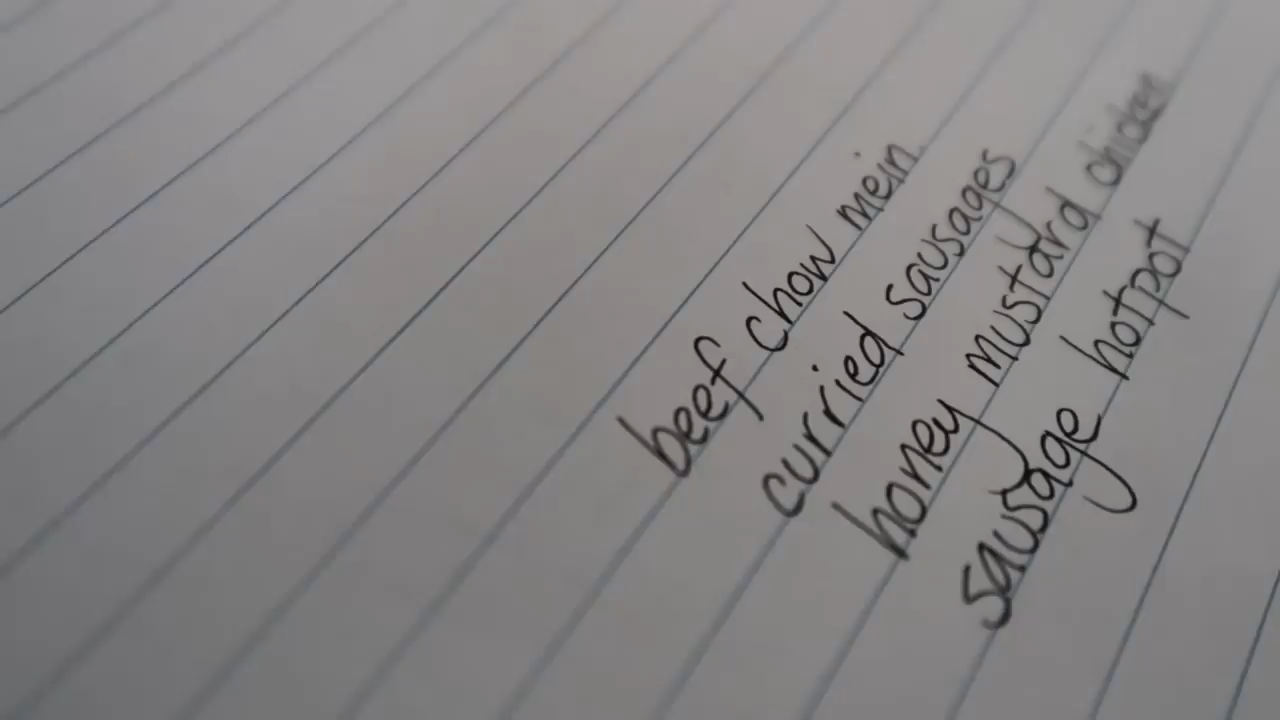 beef chow mein
curried sausages
honey mustard chicken
sausage hotpot